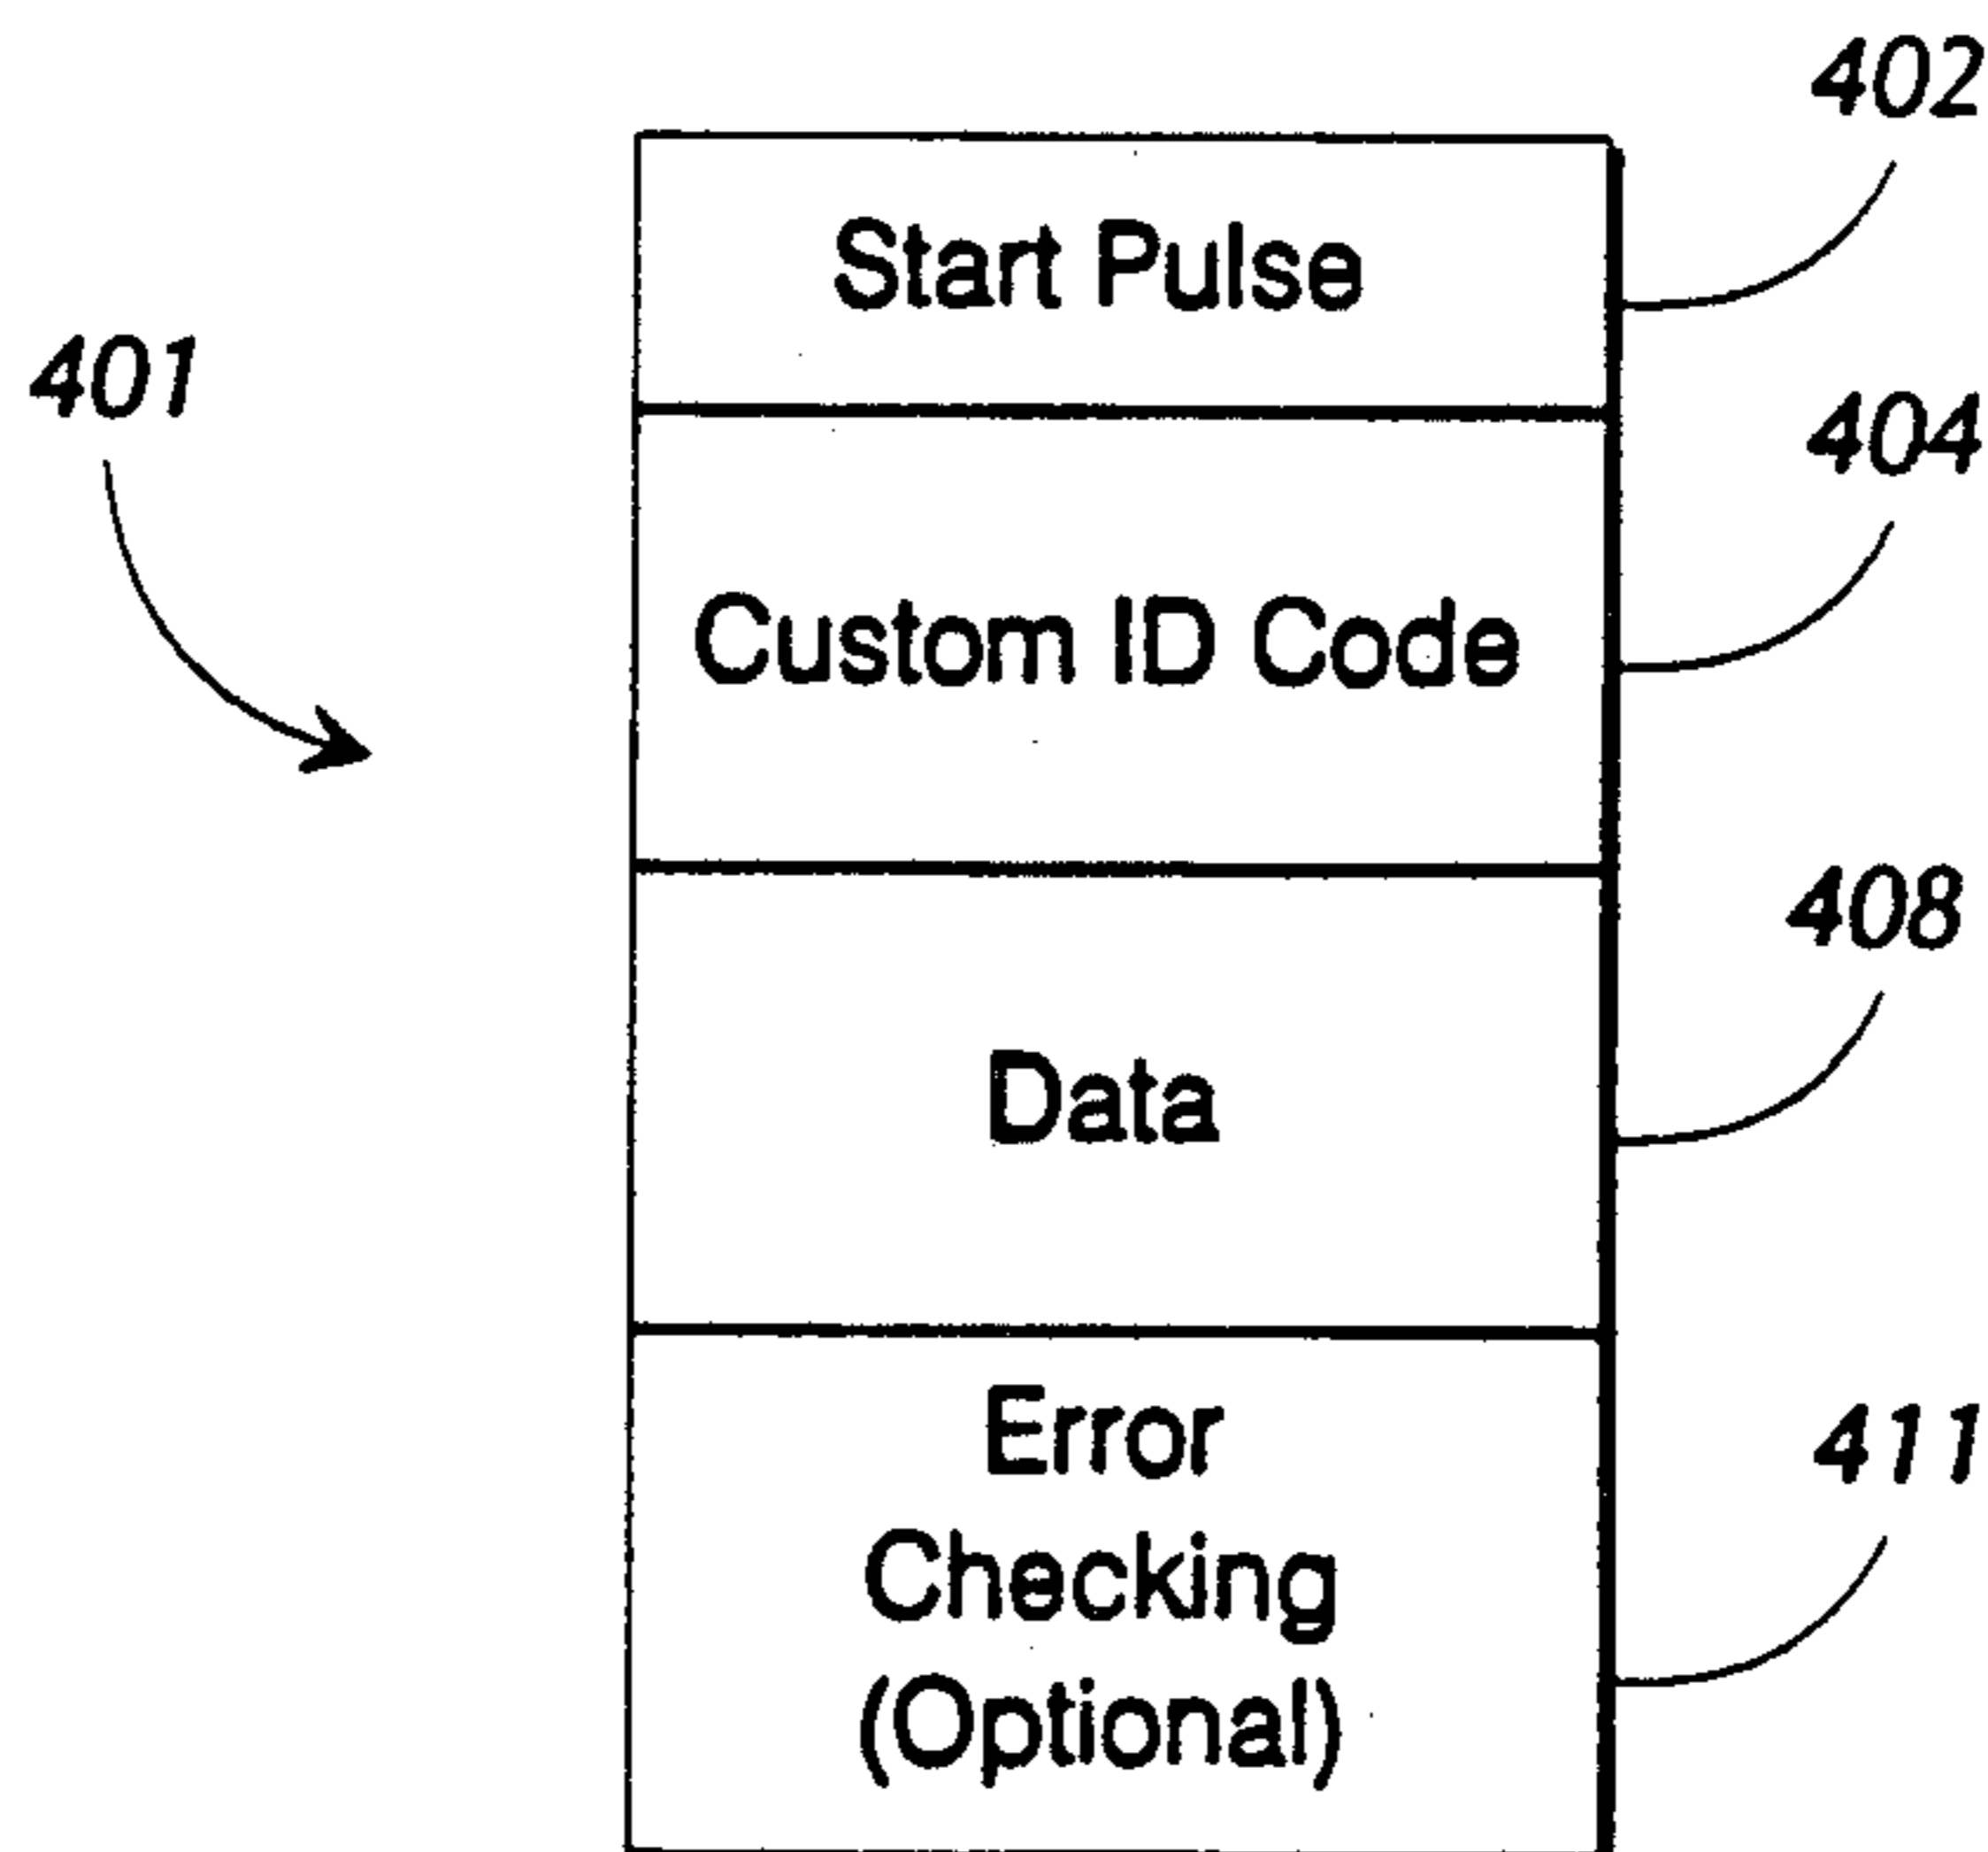 402
Start Pulse
401
404
Custom ID Code
408
Data
411
Error
Checking
(Optional)